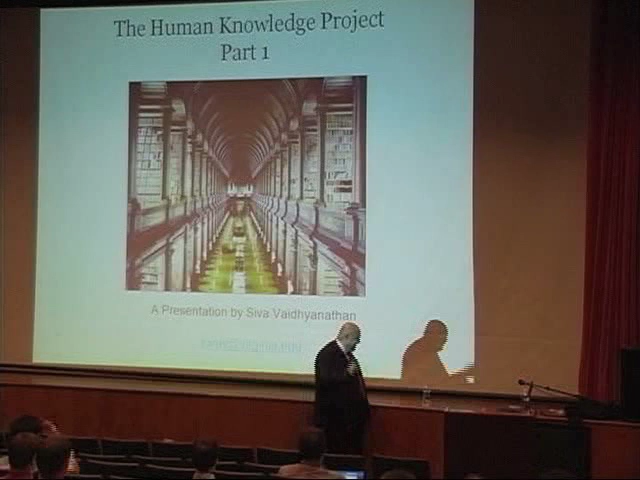 The Human Knowledge Project
Part 1
A Presentation by Siva Vaidhyanathan